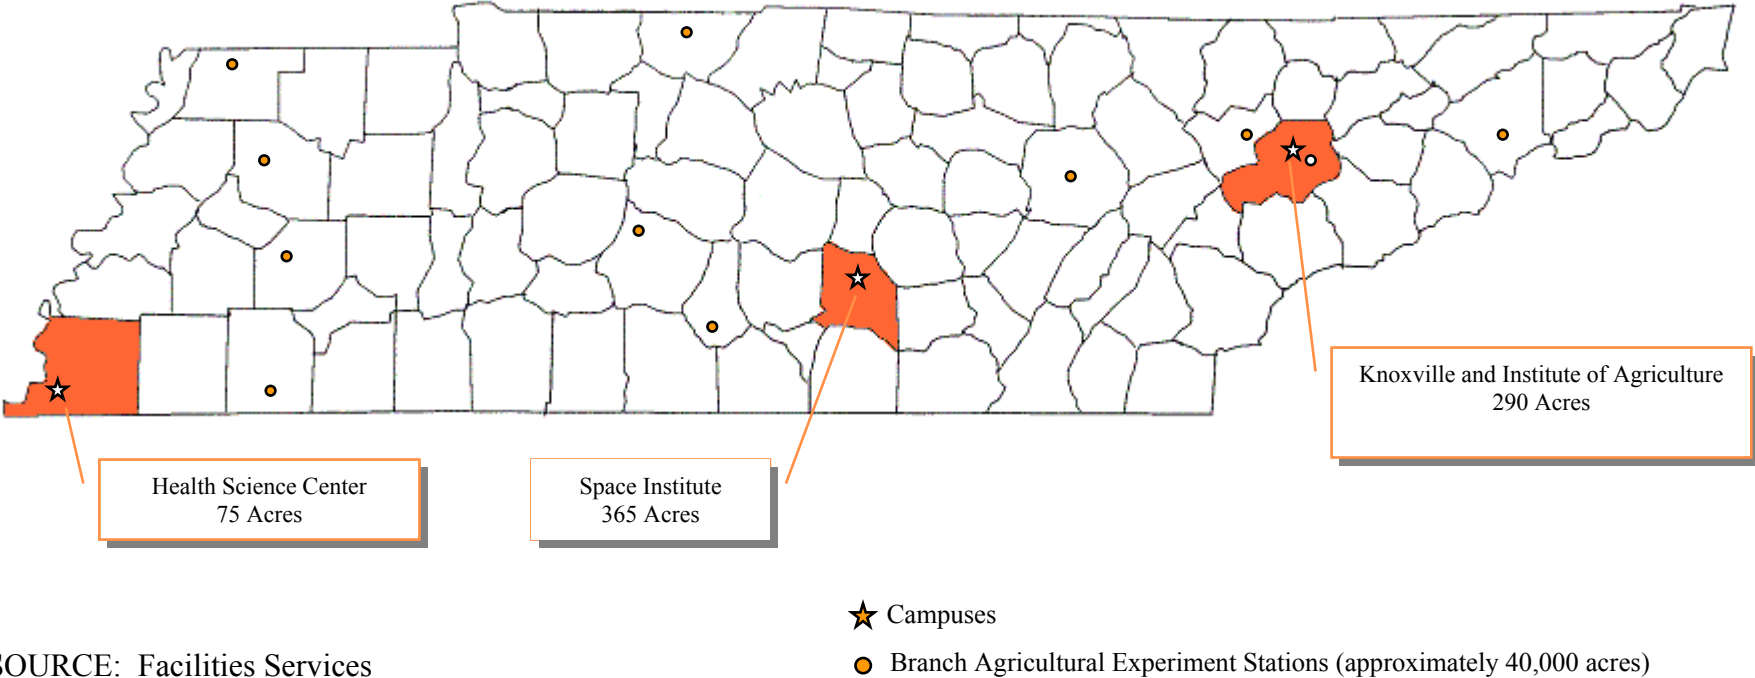 Knoxville and Institute of Agriculture
290 Acres
Health Science Center
75 Acres
Space Institute
365 Acres
Campuses
SOURCE: Facilities Services
Branch Agricultural Experiment Stations (approximately 40,000 acres)